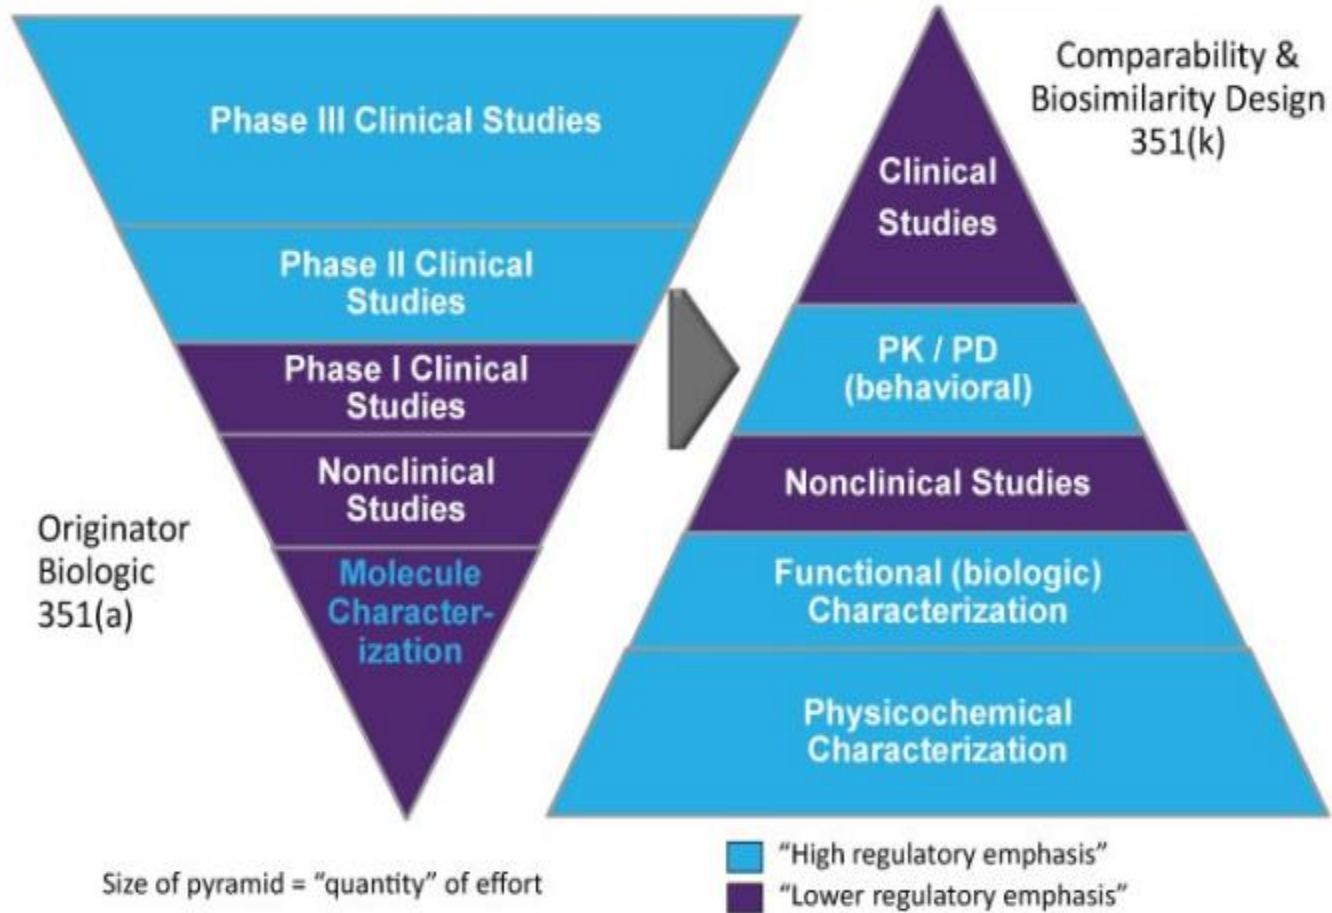 Phase III Clinical Studies
Phase II Clinical
Studies
Phase I Clinical
Studies
Nonclinical
Studies
Molecule
Character-
ization
Originator
Biologic
351(a)
Comparability &
Biosimilarity Design
351(k)
Clinical
Studies
PK / PD
(behavioral)
Nonclinical Studies
Functional (biologic)
Characterization
Physicochemical
Characterization
Size of pyramid = “quantity” of effort
“High regulatory emphasis”
“Lower regulatory emphasis”